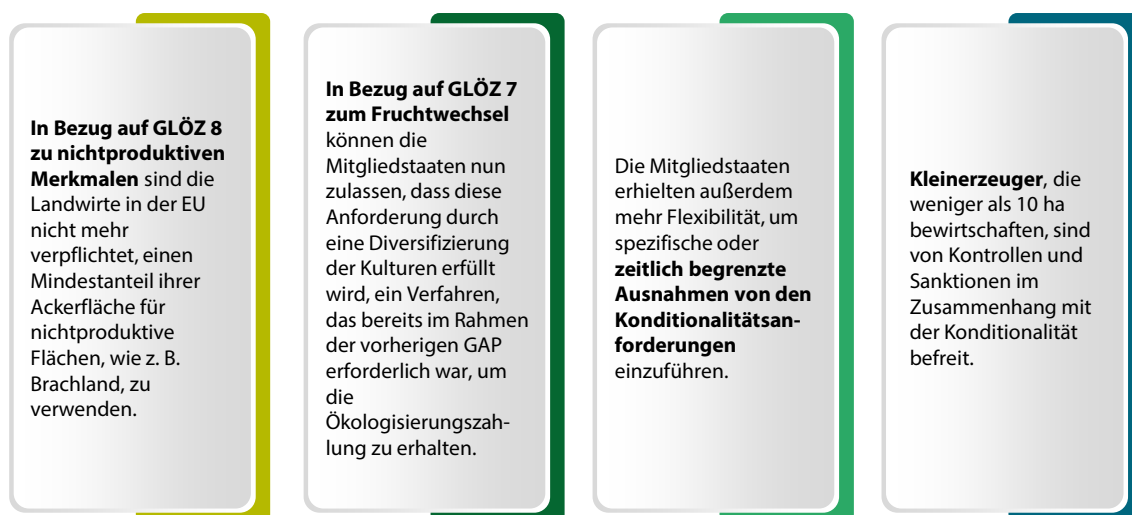 In Bezug auf GLÖZ 8
zu nichtproduktiven
Merkmalen sind die
Landwirte in der EU
nicht mehr
verpflichtet, einen
Mindestanteil ihrer
Ackerfläche für
nichtproduktive
Flächen, wie z. B.
Brachland, zu
verwenden.
In Bezug auf GLÖZ 7
zum Fruchtwechsel
können die
Mitgliedstaaten nun
zulassen, dass diese
Anforderung durch
eine Diversifizierung
der Kulturen erfüllt
wird, ein Verfahren,
das bereits im Rahmen
der vorherigen GAP
erforderlich war, um
die
Ökologisierungszah-
lung zu erhalten.
Die Mitgliedstaaten
erhielten außerdem
mehr Flexibilität, um
spezifische oder
zeitlich begrenzte
Ausnahmen von den
Konditionalitätsan-
forderungen
einzuführen.
Kleinerzeuger, die
weniger als 10 ha
bewirtschaften, sind
von Kontrollen und
Sanktionen im
Zusammenhang mit
der Konditionalität
befreit.